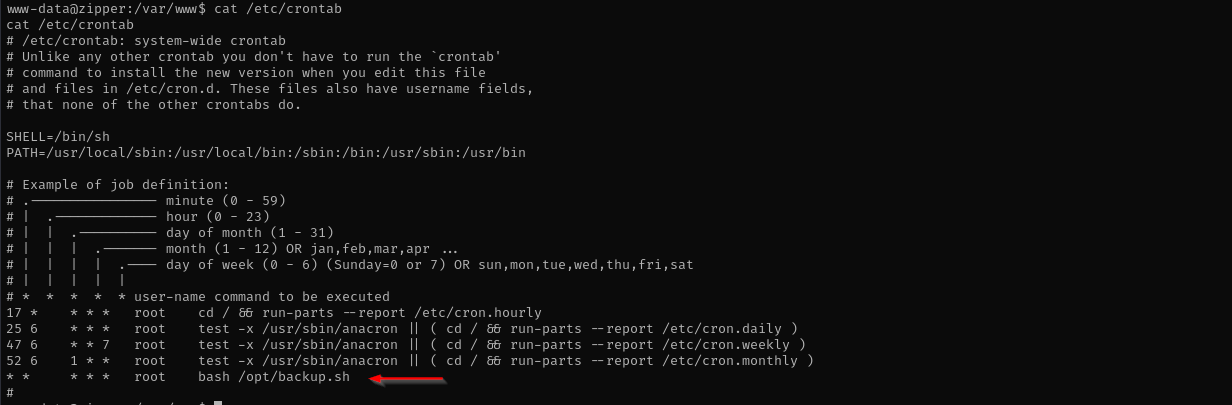 www-data@zipper:/var/www$ cat /etc/crontab
cat /etc/crontab
# /etc/crontab: system-wide crontab
# Unlike any other crontab you don't have to run the `crontab'
# command to install the new version when you edit this file
# and files in /etc/cron.d. These files also have username fields,
# that none of the other crontabs do.

SHELL=/bin/sh
PATH=/usr/local/sbin:/usr/local/bin:/sbin:/bin:/usr/sbin:/usr/bin

# Example of job definition:
# .---------------- minute (0 - 59)
# |  .------------- hour (0 - 23)
# |  |  .---------- day of month (1 - 31)
# |  |  |  .------- month (1 - 12) OR jan,feb,mar,apr ...
# |  |  |  |  .---- day of week (0 - 6) (Sunday=0 or 7) OR sun,mon,tue,wed,thu,fri,sat
# |  |  |  |  |
# *  *  *  *  * user-name command to be executed
17 *    * * *   root    cd / && run-parts --report /etc/cron.hourly
25 6    * * *   root    test -x /usr/sbin/anacron || ( cd / && run-parts --report /etc/cron.daily )
47 6    * * 7   root    test -x /usr/sbin/anacron || ( cd / && run-parts --report /etc/cron.weekly )
52 6    1 * *   root    test -x /usr/sbin/anacron || ( cd / && run-parts --report /etc/cron.monthly )
* *     * * *   root    bash /opt/backup.sh
#